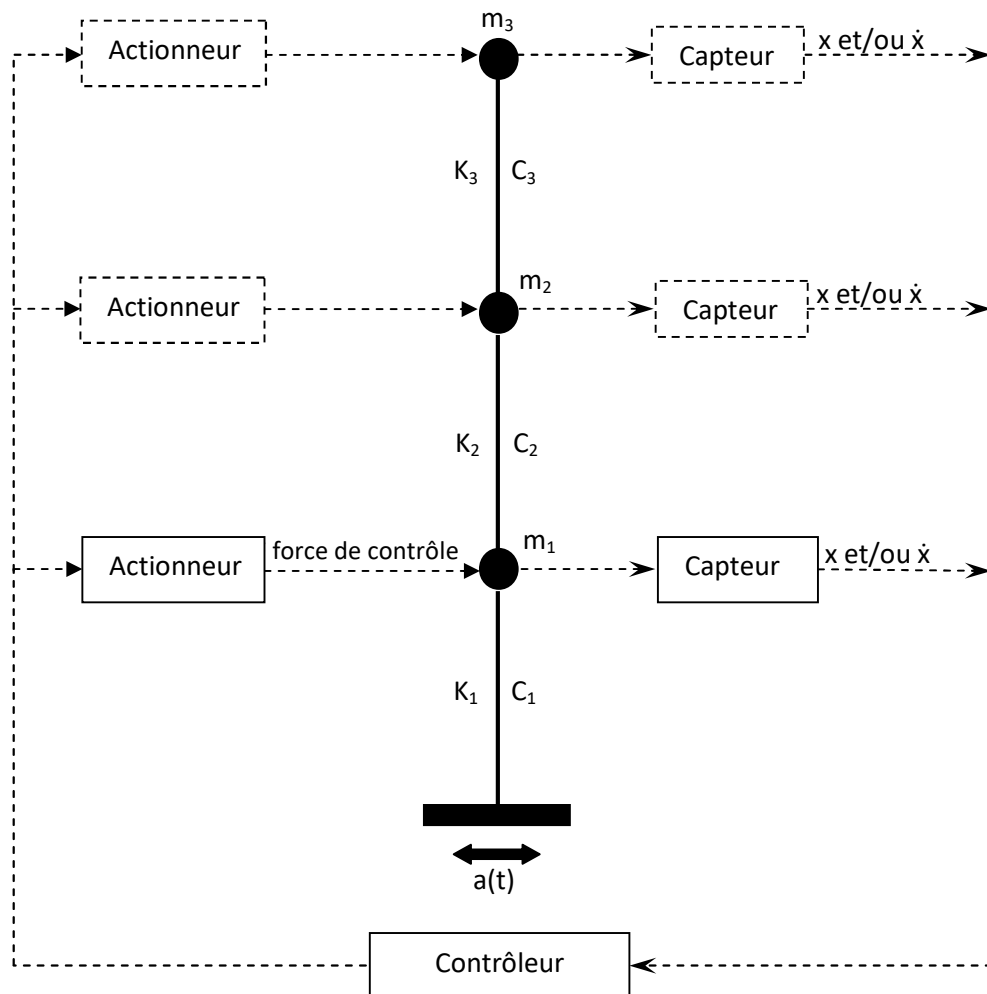 m₃
Actionneur
Capteur
x et/ou ẋ
K₃ C₃
m₂
Actionneur
Capteur
x et/ou ẋ
K₂ C₂
m₁
Actionneur
force de contrôle
Capteur
x et/ou ẋ
K₁ C₁
a(t)
Contrôleur